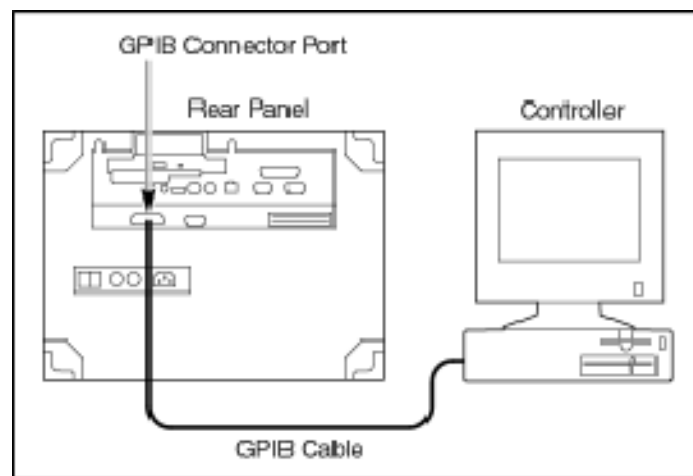 GPIB Connector Port
Rear Panel
Controller
GPIB Cable